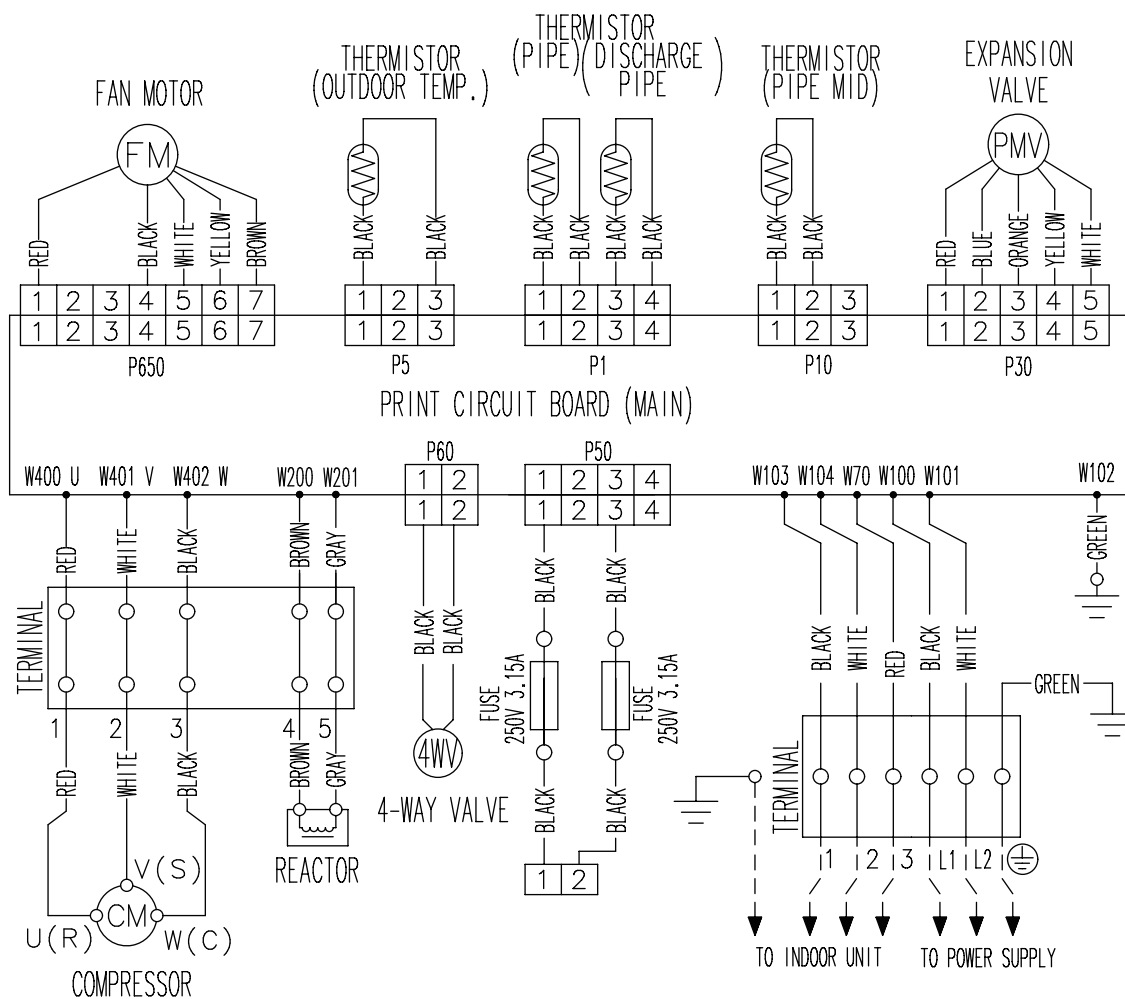 THERMISTOR
(PIPE) ( DISCHARGE PIPE )
THERMISTOR
(OUTDOOR TEMP.)
THERMISTOR
(PIPE MID)
EXPANSION
VALVE
FAN MOTOR
FM
PMV
RED
BLACK
WHITE
YELLOW
BROWN
BLACK
BLACK
BLACK
BLACK
BLACK
BLACK
BLACK
BLACK
RED
BLUE
ORANGE
YELLOW
WHITE
1 2 3 4 5 6 7
1 2 3 4 5 6 7
P650
1 2 3
1 2 3
P5
1 2 3 4
1 2 3 4
P1
1 2 3
1 2 3
P10
1 2 3 4 5
1 2 3 4 5
P30
PRINT CIRCUIT BOARD (MAIN)
W400 U W401 V W402 W W200 W201
P60
1 2
1 2
P50
1 2 3 4
1 2 3 4
W103 W104 W70 W100 W101 W102
RED
WHITE
BLACK
BROWN
GRAY
BLACK
BLACK
BLACK
BLACK
BLACK
WHITE
RED
BLACK
WHITE
GREEN
TERMINAL
1 2 3 4 5
RED
WHITE
BLACK
BROWN
GRAY
REACTOR
V(S)
CM
U(R) W(C)
COMPRESSOR
4WV
4-WAY VALVE
FUSE
250V 3.15A
FUSE
250V 3.15A
BLACK
BLACK
1 2
GREEN
TERMINAL
1 2 3 L1 L2
TO INDOOR UNIT TO POWER SUPPLY